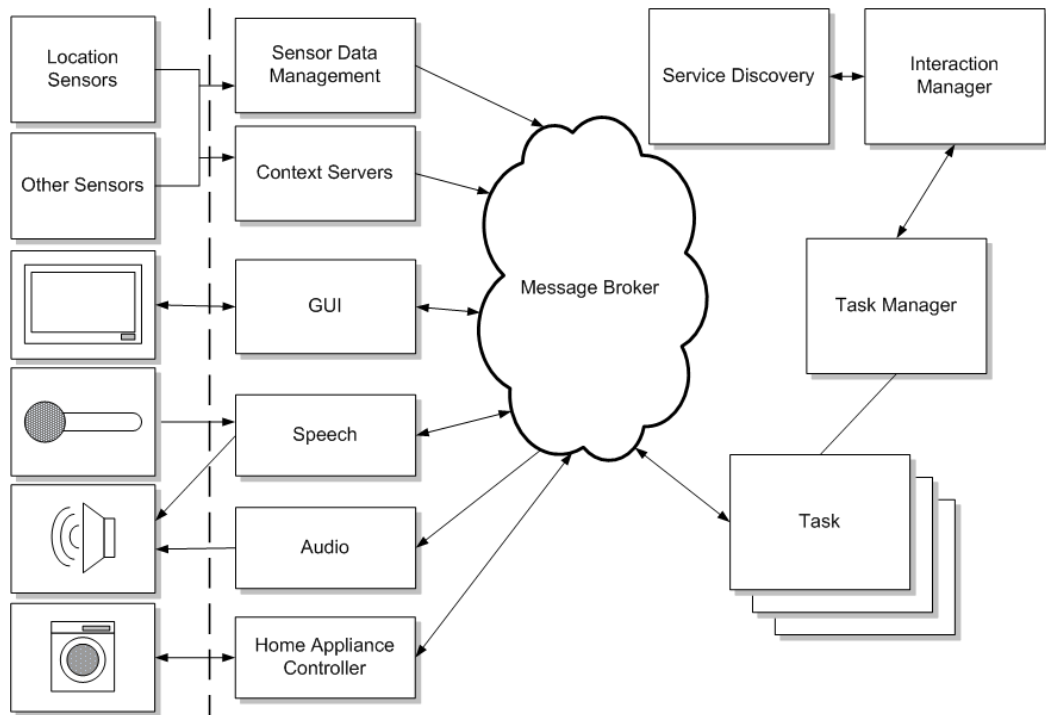 Location
Sensors
Sensor Data
Management
Service Discovery
Interaction
Manager
Other Sensors
Context Servers
GUI
Message Broker
Task Manager
Speech
Audio
Task
Home Appliance
Controller